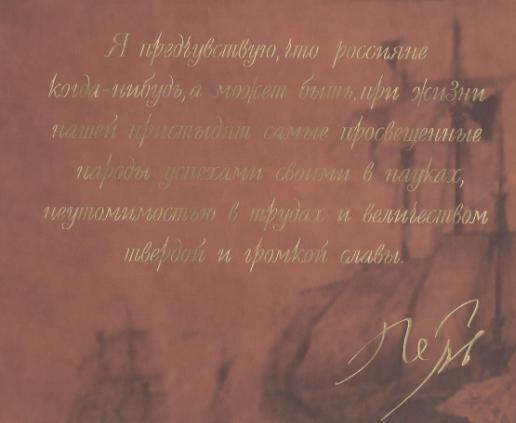 Я предчувствую, что россияне
когда-нибудь, а может быть, при жизни
нашей пристыдят самые просвещенные
народы успехами своими в науках,
неутомимостью в трудах и величеством
твердой и громкой славы.
Петръ